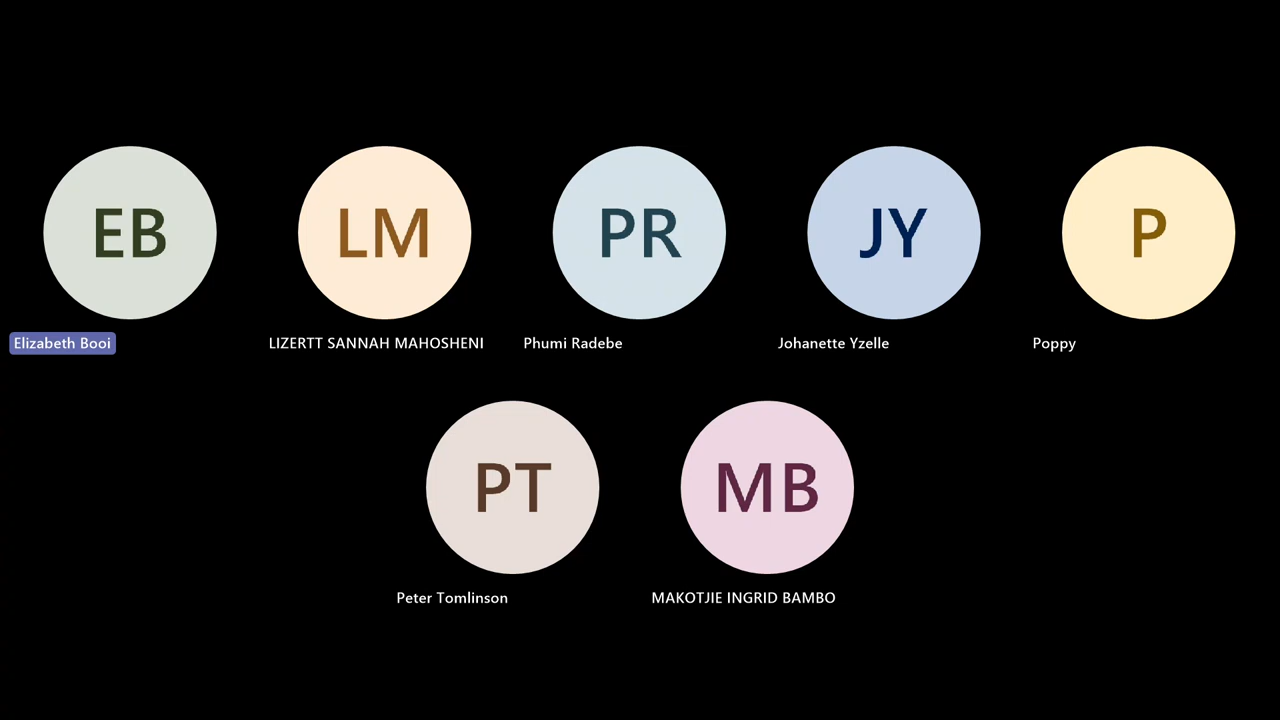 EB
LM
PR
JY
P
Elizabeth Booi
LIZERTT SANNAH MAHOSHENI
Phumi Radebe
Johanette Yzelle
Poppy
PT
MB
Peter Tomlinson
MAKOTJIE INGRID BAMBO